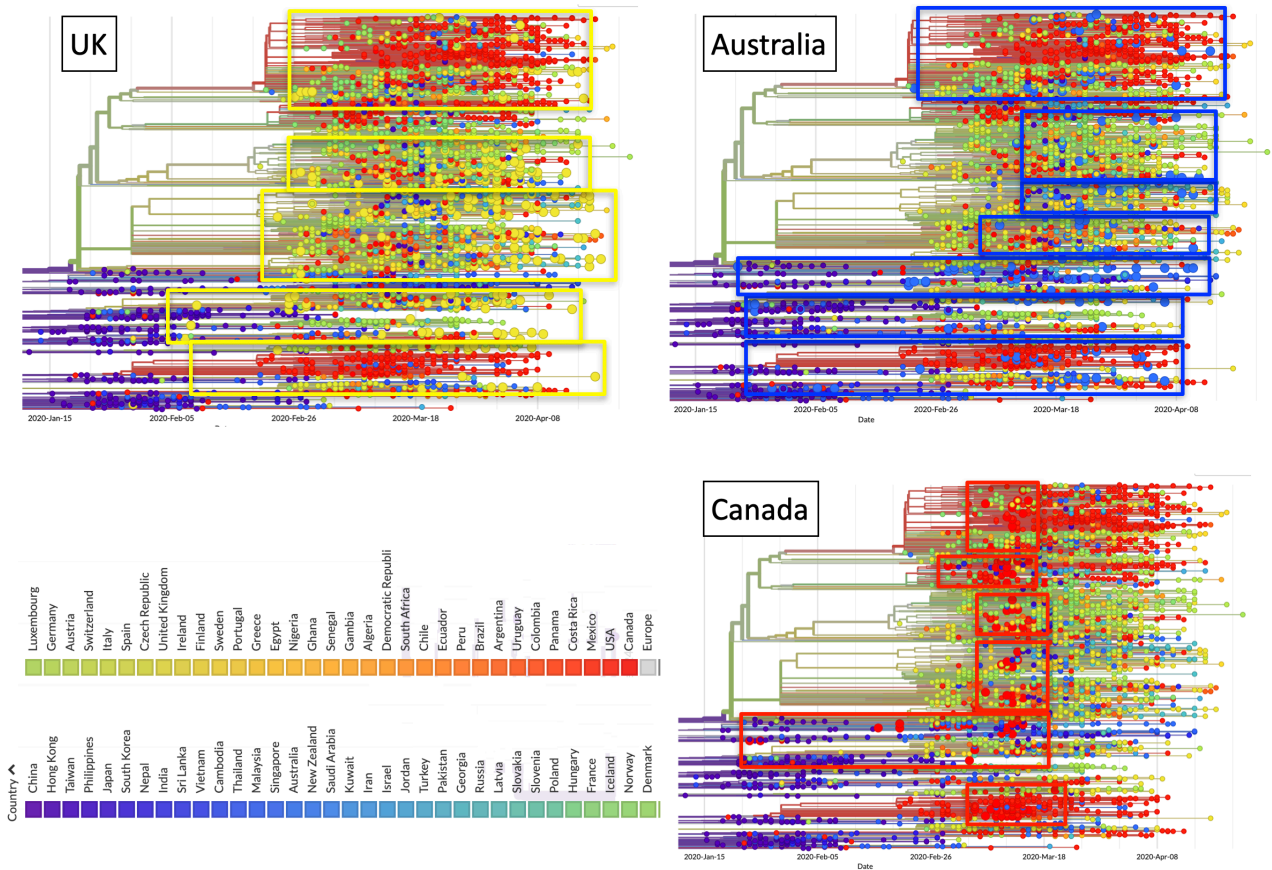 UK
Australia
2020-Jan-15
2020-Feb-05
2020-Feb-26
2020-Mar-18
2020-Apr-08
2020-Jan-15
2020-Feb-05
2020-Feb-26
2020-Mar-18
2020-Apr-08
Date
Canada
2020-Jan-15
2020-Feb-05
2020-Feb-26
2020-Mar-18
2020-Apr-08
Date
Luxembourg
Germany
Austria
Switzerland
Italy
Spain
Czech Republic
United Kingdom
Ireland
Finland
Sweden
Portugal
Greece
Egypt
Nigeria
Ghana
Senegal
Gambia
Algeria
Democratic Republi
South Africa
Chile
Ecuador
Peru
Brazil
Argentina
Uruguay
Colombia
Panama
Costa Rica
Mexico
USA
Canada
Europe
Country
China
Hong Kong
Taiwan
Philippines
Japan
South Korea
Nepal
India
Sri Lanka
Vietnam
Cambodia
Thailand
Malaysia
Singapore
Australia
New Zealand
Saudi Arabia
Kuwait
Iran
Israel
Jordan
Turkey
Pakistan
Georgia
Russia
Latvia
Slovakia
Slovenia
Poland
Hungary
France
Iceland
Norway
Denmark